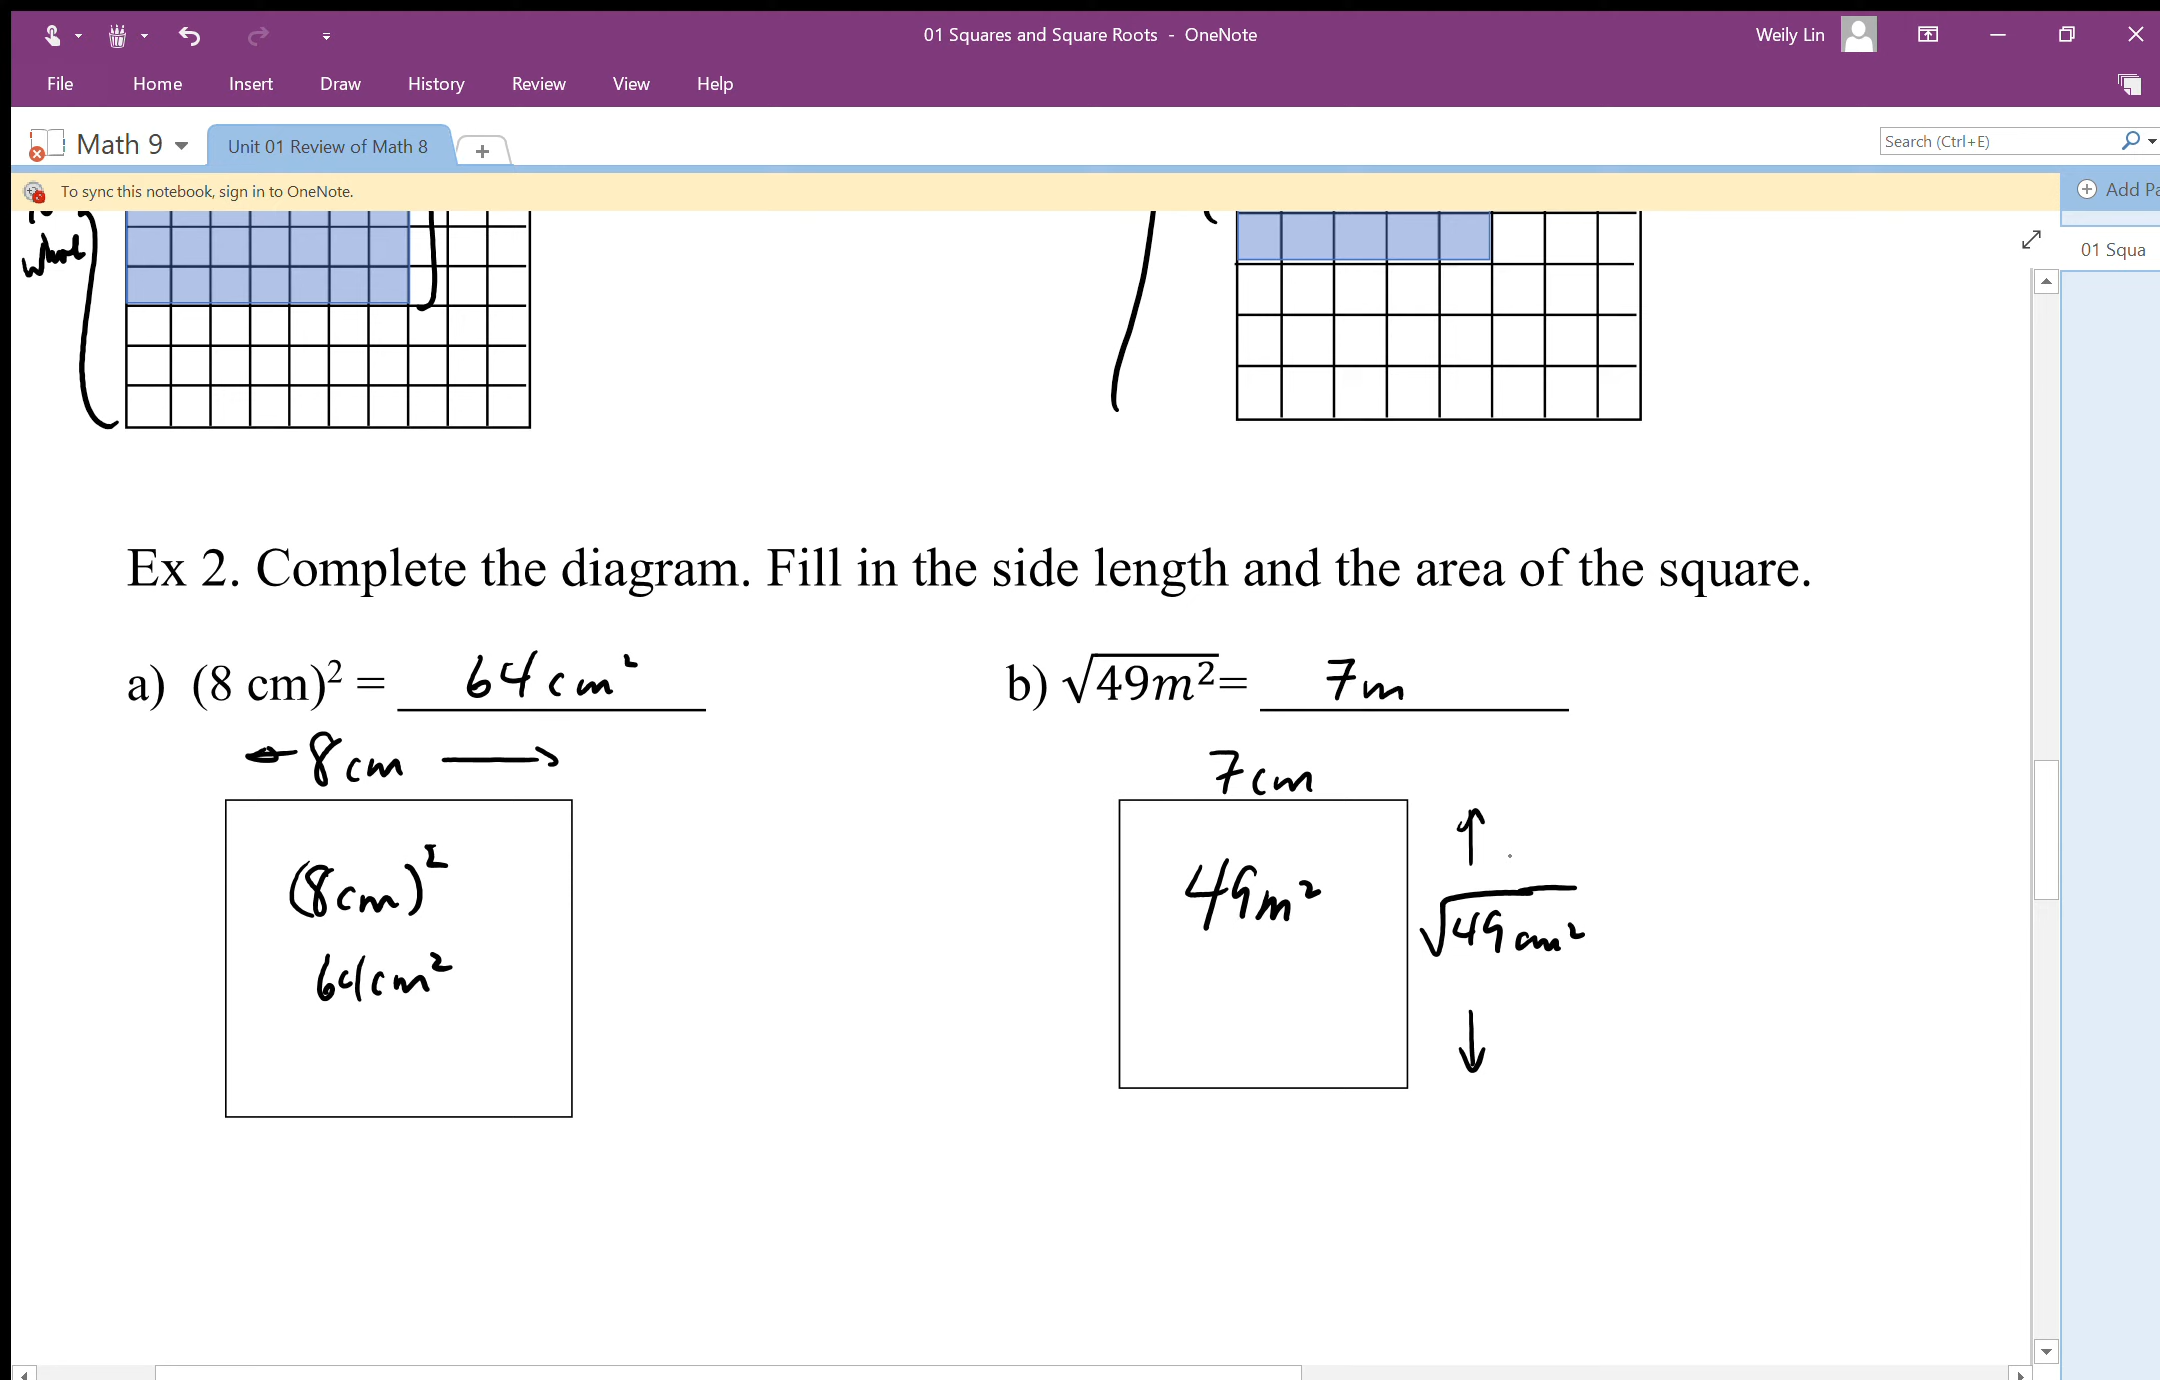 01 Squares and Square Roots - OneNote
Weily Lin
File Home Insert Draw History Review View Help
Math 9
Unit 01 Review of Math 8
Search (Ctrl+E)
To sync this notebook, sign in to OneNote.
Add Pa
01 Squa
Ex 2. Complete the diagram. Fill in the side length and the area of the square.
a) (8 cm)² = 64 cm²
b) √49m² = 7m
8cm
7cm
(8cm)²
64cm²
49m²
√49 cm²